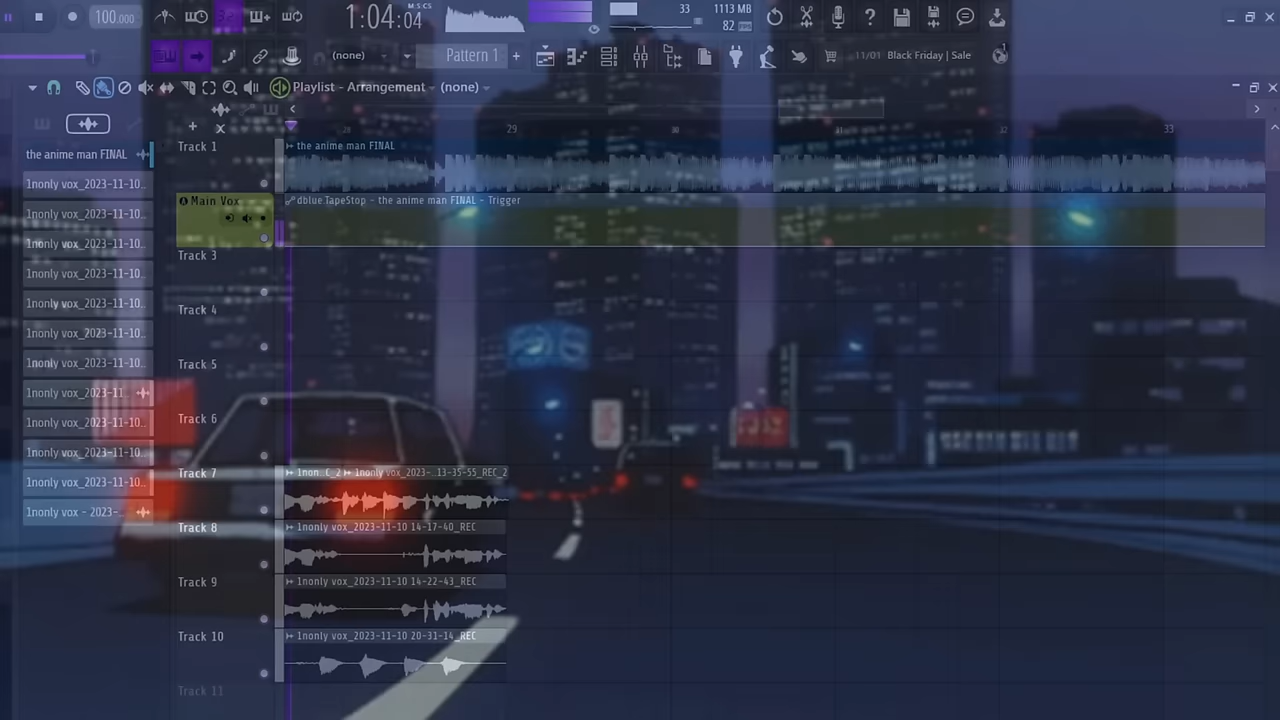 100.000
1:04:04
M:S:CS
33
1113 MB
82
(none)
Pattern 1
11/01 Black Friday | Sale
1
Playlist - Arrangement
(none)
29
30
31
32
33
the anime man FINAL
Track 1
the anime man FINAL
1nonly vox_2023-11-10..
1nonly vox_2023-11-10..
1nonly vox_2023-11-10..
1nonly vox_2023-11-10..
1nonly vox_2023-11-10..
1nonly vox_2023-11-10..
1nonly vox_2023-11-10..
1nonly vox_2023-11..
1nonly vox_2023-11-10..
1nonly vox_2023-11-10..
1nonly vox_2023-11-10..
1nonly vox - 2023-..
Main Vox
dblue.TapeStop - the anime man FINAL - Trigger
Track 3
Track 4
Track 5
Track 6
Track 7
1non..C_2
1nonly vox_2023-..13-35-55_REC_2
Track 8
1nonly vox_2023-11-10 14-17-40_REC
Track 9
1nonly vox_2023-11-10 14-22-43_REC
Track 10
1nonly vox_2023-11-10 20-31-14_REC
Track 11